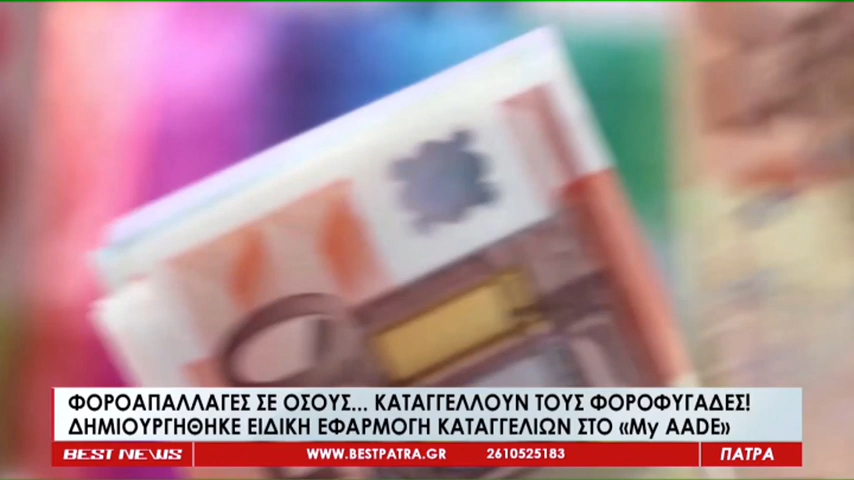 ΦΟΡΟΑΠΑΛΛΑΓΕΣ ΣΕ ΟΣΟΥΣ... ΚΑΤΑΓΓΕΛΛΟΥΝ ΤΟΥΣ ΦΟΡΟΦΥΓΑΔΕΣ!
ΔΗΜΙΟΥΡΓΗΘΗΚΕ ΕΙΔΙΚΗ ΕΦΑΡΜΟΓΗ ΚΑΤΑΓΓΕΛΙΩΝ ΣΤΟ «My AADE»
BEST NEWS WWW.BESTPATRA.GR 2610525183 ΠΑΤΡΑ